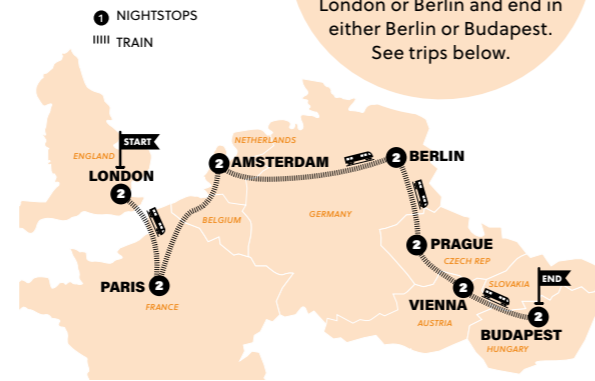 1 NIGHTSTOPS
TRAIN
London or Berlin and end in
either Berlin or Budapest.
See trips below.
START
ENGLAND
LONDON
2
NETHERLANDS
2 AMSTERDAM
2 BERLIN
BELGIUM
GERMANY
PARIS 2
FRANCE
2 PRAGUE
CZECH REP
SLOVAKIA
END
2
VIENNA
AUSTRIA
2
BUDAPEST
HUNGARY